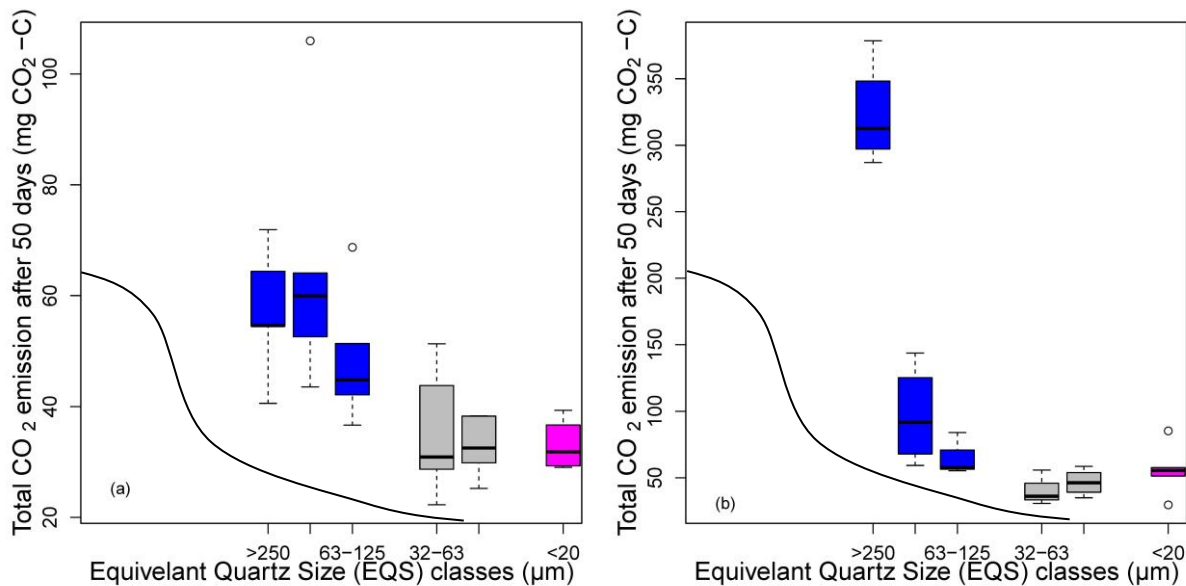 Total CO2 emission after 50 days (mg CO2 −C)
100
80
60
40
20
(a)
>250 63−125 32−63 <20
Equivelant Quartz Size (EQS) classes (μm)
Total CO2 emission after 50 days (mg CO2 −C)
350
300
250
200
150
100
50
(b)
>250 63−125 32−63 <20
Equivelant Quartz Size (EQS) classes (μm)